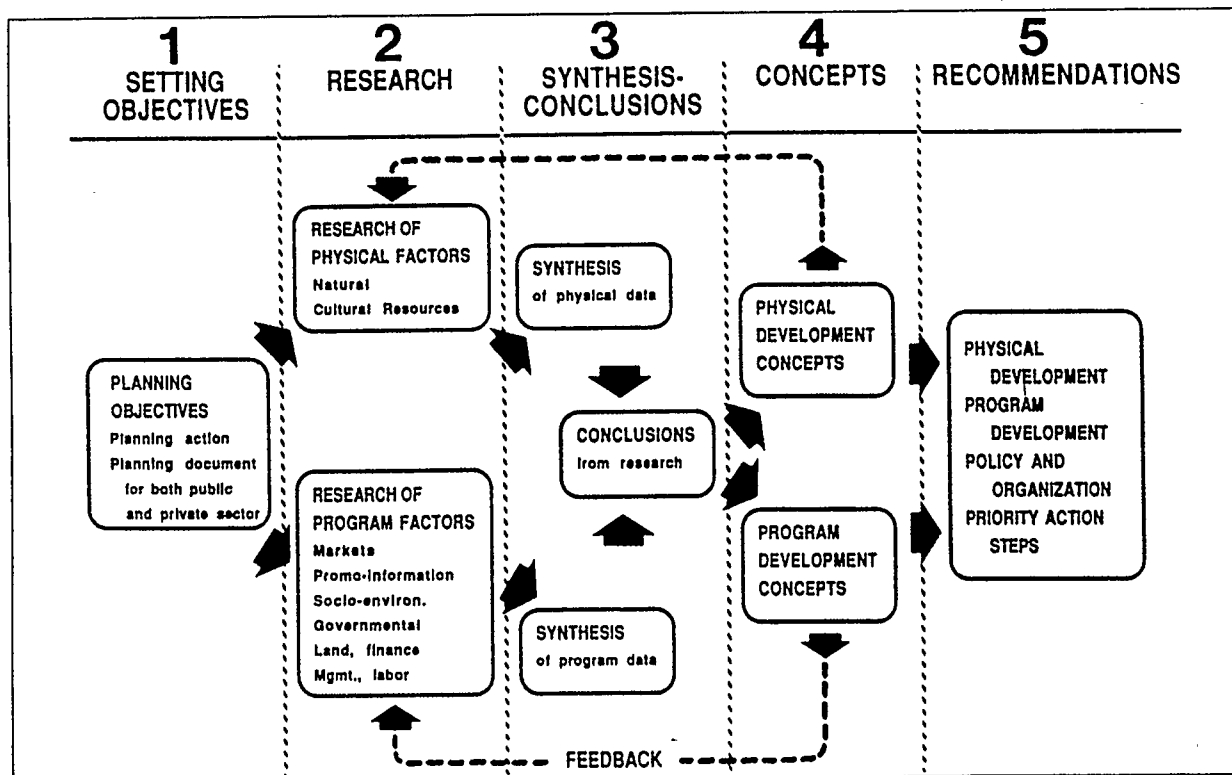 1
SETTING
OBJECTIVES
2
RESEARCH
3
SYNTHESIS-
CONCLUSIONS
4
CONCEPTS
5
RECOMMENDATIONS
PLANNING
OBJECTIVES
Planning action
Planning document
for both public
and private sector
RESEARCH OF
PHYSICAL FACTORS
Natural
Cultural Resources
RESEARCH OF
PROGRAM FACTORS
Markets
Promo-information
Socio-environ.
Governmental
Land, finance
Mgmt., labor
SYNTHESIS
of physical data
CONCLUSIONS
from research
SYNTHESIS
of program data
PHYSICAL
DEVELOPMENT
CONCEPTS
PROGRAM
DEVELOPMENT
CONCEPTS
PHYSICAL
DEVELOPMENT
PROGRAM
DEVELOPMENT
POLICY AND
ORGANIZATION
PRIORITY ACTION
STEPS
FEEDBACK